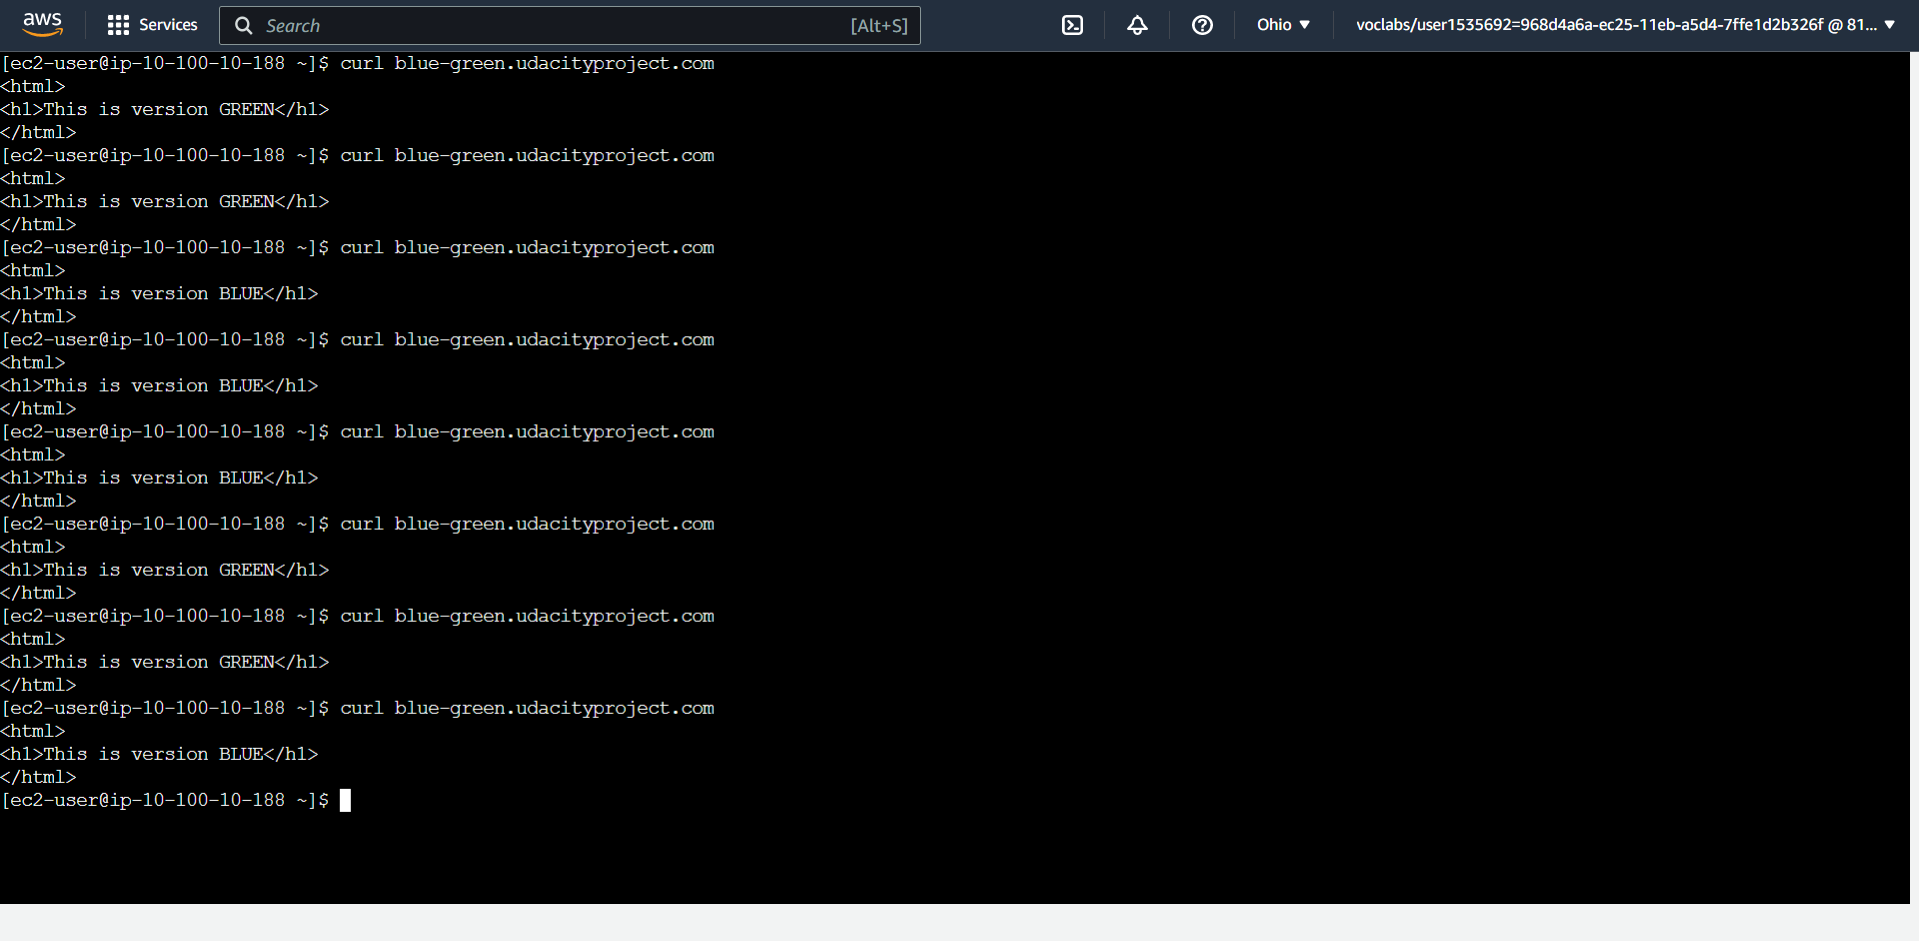 aws
Services
Search
[Alt+S]
Ohio
voclabs/user1535692=968d4a6a-ec25-11eb-a5d4-7ffe1d2b326f @ 81...
[ec2-user@ip-10-100-10-188 ~]$ curl blue-green.udacityproject.com
<html>
<h1>This is version GREEN</h1>
</html>
[ec2-user@ip-10-100-10-188 ~]$ curl blue-green.udacityproject.com
<html>
<h1>This is version GREEN</h1>
</html>
[ec2-user@ip-10-100-10-188 ~]$ curl blue-green.udacityproject.com
<html>
<h1>This is version BLUE</h1>
</html>
[ec2-user@ip-10-100-10-188 ~]$ curl blue-green.udacityproject.com
<html>
<h1>This is version BLUE</h1>
</html>
[ec2-user@ip-10-100-10-188 ~]$ curl blue-green.udacityproject.com
<html>
<h1>This is version BLUE</h1>
</html>
[ec2-user@ip-10-100-10-188 ~]$ curl blue-green.udacityproject.com
<html>
<h1>This is version GREEN</h1>
</html>
[ec2-user@ip-10-100-10-188 ~]$ curl blue-green.udacityproject.com
<html>
<h1>This is version GREEN</h1>
</html>
[ec2-user@ip-10-100-10-188 ~]$ curl blue-green.udacityproject.com
<html>
<h1>This is version BLUE</h1>
</html>
[ec2-user@ip-10-100-10-188 ~]$